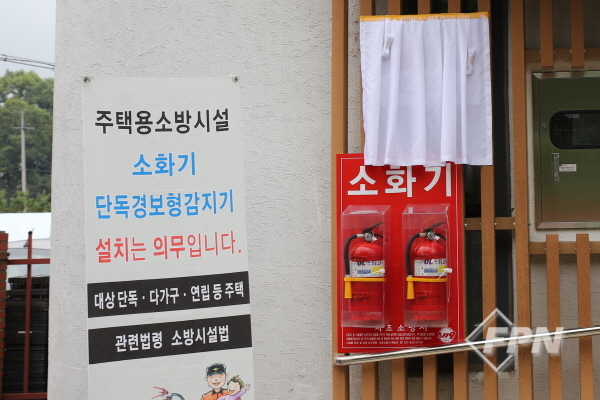 주택용소방시설
소화기
단독경보형감지기
설치는 의무입니다.
대상 단독 · 다가구 · 연립 등 주택
관련법령 소방시설법
소화기
FPN